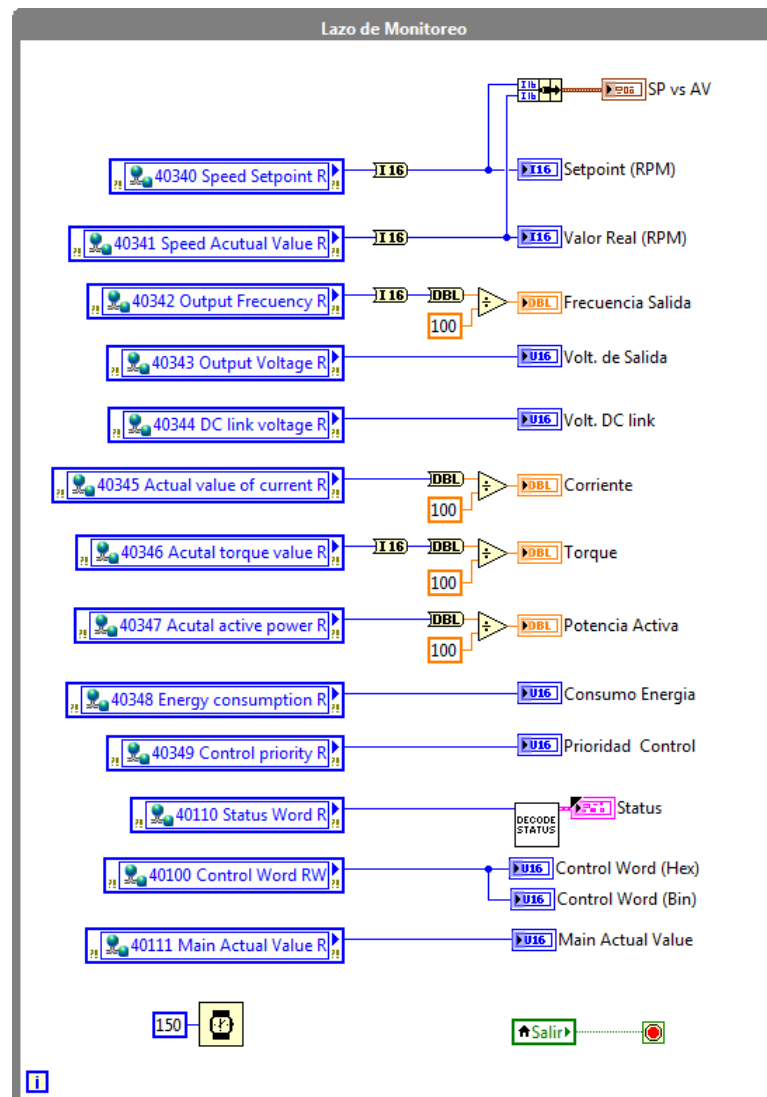 Lazo de Monitoreo
I16
I16
SP vs AV
40340 Speed Setpoint R
I16
I16
Setpoint (RPM)
40341 Speed Acutual Value R
I16
I16
Valor Real (RPM)
40342 Output Frecuency R
I16
DBL
÷
DBL
Frecuencia Salida
100
40343 Output Voltage R
U16
Volt. de Salida
40344 DC link voltage R
U16
Volt. DC link
40345 Actual value of current R
DBL
÷
DBL
Corriente
100
40346 Acutal torque value R
I16
DBL
÷
DBL
Torque
100
40347 Acutal active power R
DBL
÷
DBL
Potencia Activa
100
40348 Energy consumption R
U16
Consumo Energia
40349 Control priority R
U16
Prioridad Control
40110 Status Word R
DECODE
STATUS
Status
40100 Control Word RW
U16
Control Word (Hex)
U16
Control Word (Bin)
40111 Main Actual Value R
U16
Main Actual Value
150
Salir
i